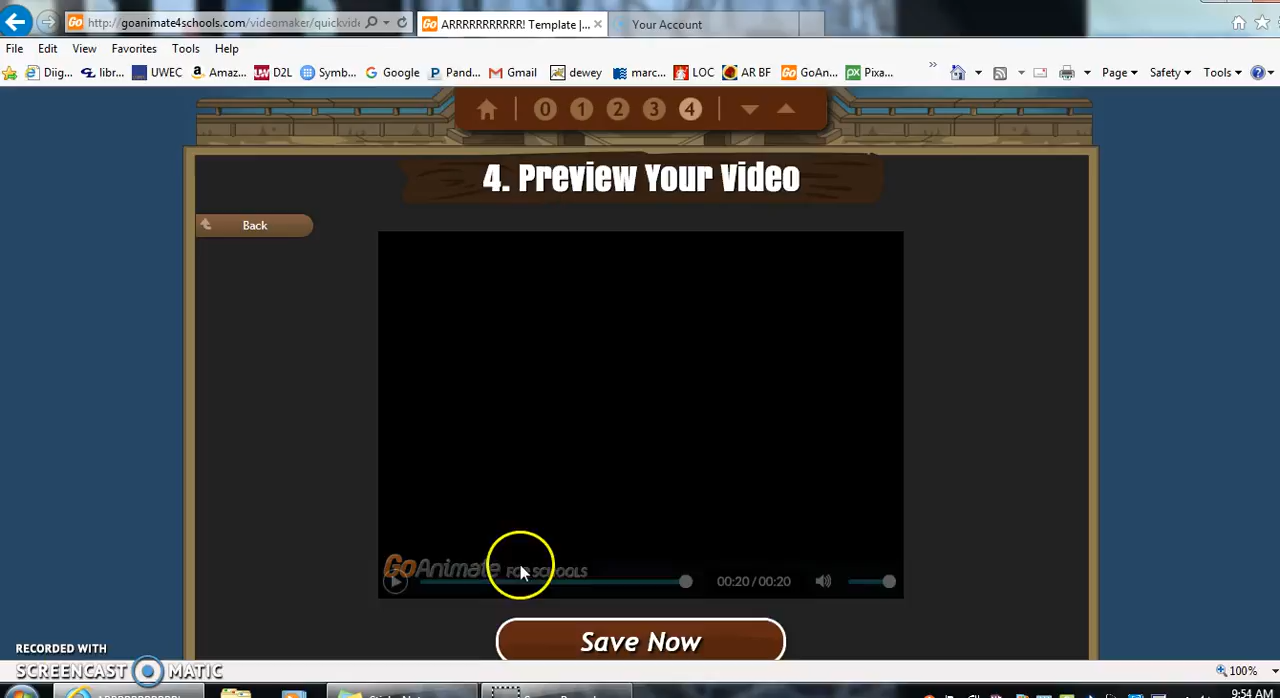 http://goanimate4schools.com/videomaker/quickvide
ARRRRRRRRRR! Template |...
Your Account
File Edit View Favorites Tools Help
Diig... libr... UWEC Amaz... D2L Symb... Google Pand... Gmail dewey marc... LOC AR BF GoAn... Pixa... » Page Safety Tools
0 1 2 3 4
4. Preview Your Video
Back
GoAnimate FOR SCHOOLS
00:20 / 00:20
Save Now
RECORDED WITH
SCREENCAST MATIC
100%
9:54 AM